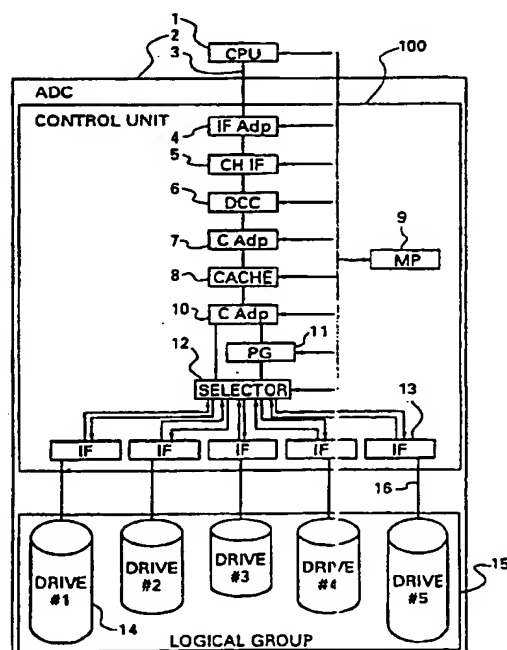 1
CPU
2
3
100
ADC
CONTROL UNIT
4
IF Adp
5
CH IF
6
DCC
7
C Adp
9
MP
8
CACHE
10
C Adp
11
PG
12
SELECTOR
13
IF IF IF IF IF
16
DRIVE #1
DRIVE #2
DRIVE #3
DRIVE #4
DRIVE #5
15
14
LOGICAL GROUP